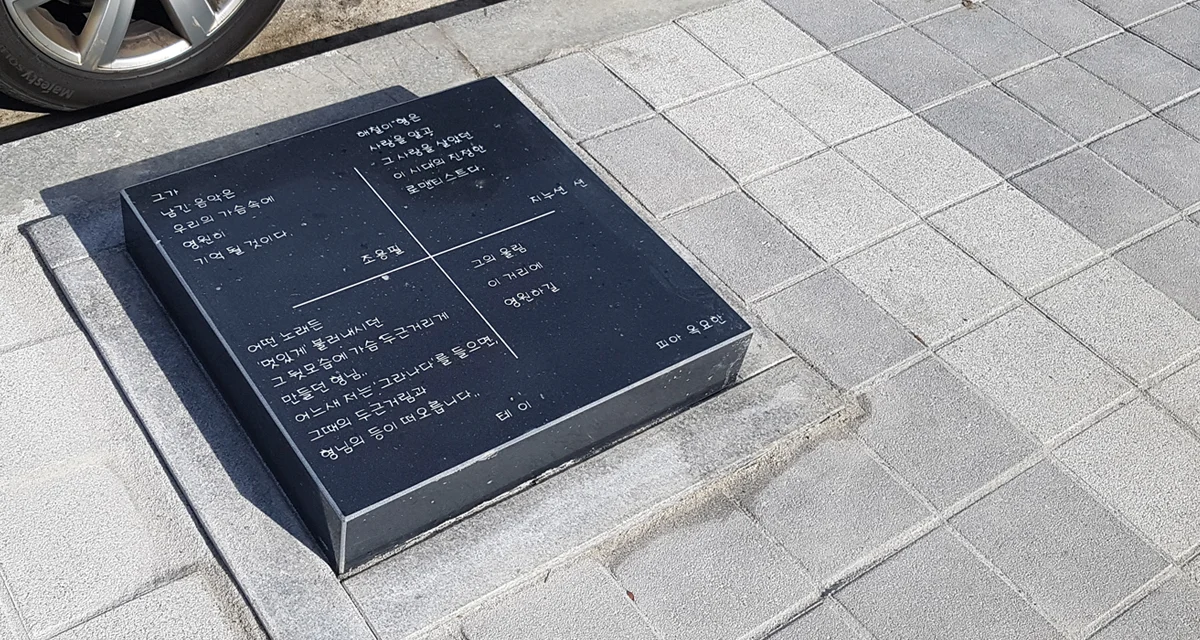 그가
남긴 음악은
우리의 가슴속에
영원히
기억 될 것이다.
조용필
해철이 형은
사랑을 알고
그 사랑을 살았던
이 시대의 진정한
로맨티스트다.
지누션 션
어떤 노래든
'멋있게' 불러내시던
그 뒷모습에 가슴 두근거리게
만들던 형님..
어느새 저는 '그라나다'를 들으면,
그때의 두근거림과
형님의 등이 떠오릅니다..
테이
그의 울림
이 거리에
영원하길
피아 옥요한
Majesty